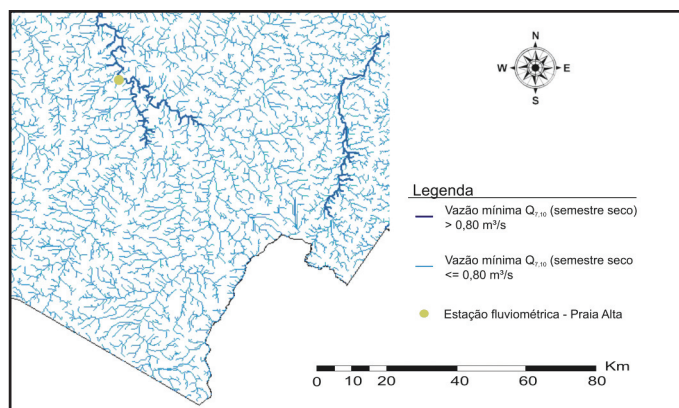 N
W E
S
Legenda
Vazão mínima Q7,10 (semestre seco)
> 0,80 m³/s
Vazão mínima Q7,10 (semestre seco
<= 0,80 m³/s
Estação fluviométrica - Praia Alta
Km
0 10 20 40 60 80